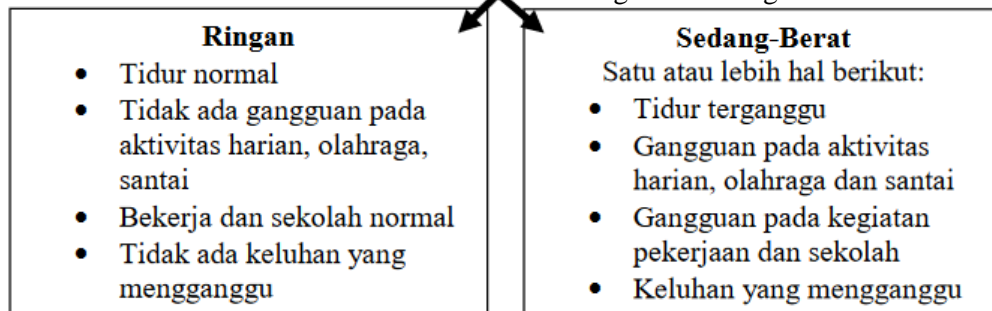 Ringan
• Tidur normal
• Tidak ada gangguan pada
aktivitas harian, olahraga,
santai
• Bekerja dan sekolah normal
• Tidak ada keluhan yang
mengganggu
Sedang-Berat
Satu atau lebih hal berikut:
• Tidur terganggu
• Gangguan pada aktivitas
harian, olahraga dan santai
• Gangguan pada kegiatan
pekerjaan dan sekolah
• Keluhan yang mengganggu